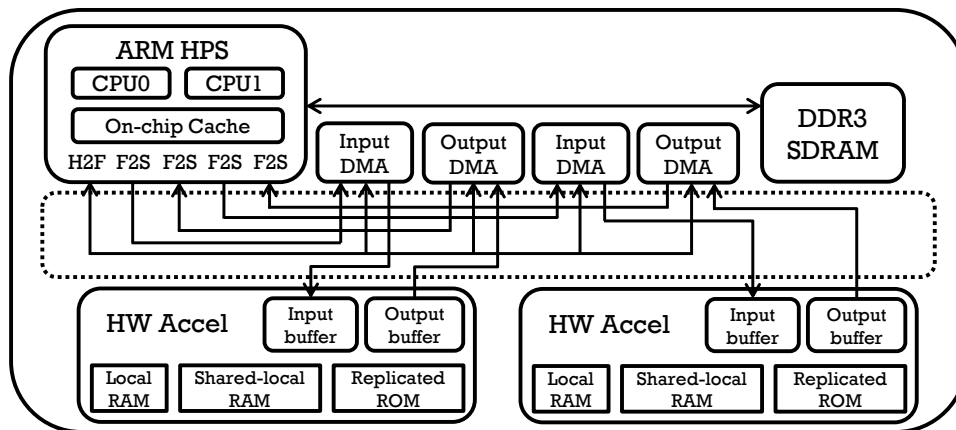 ARM HPS
CPU0 CPU1
On-chip Cache
H2F F2S F2S F2S F2S
Input
DMA
Output
DMA
Input
DMA
Output
DMA
DDR3
SDRAM
HW Accel
Input
buffer
Output
buffer
Local
RAM
Shared-local
RAM
Replicated
ROM
HW Accel
Input
buffer
Output
buffer
Local
RAM
Shared-local
RAM
Replicated
ROM